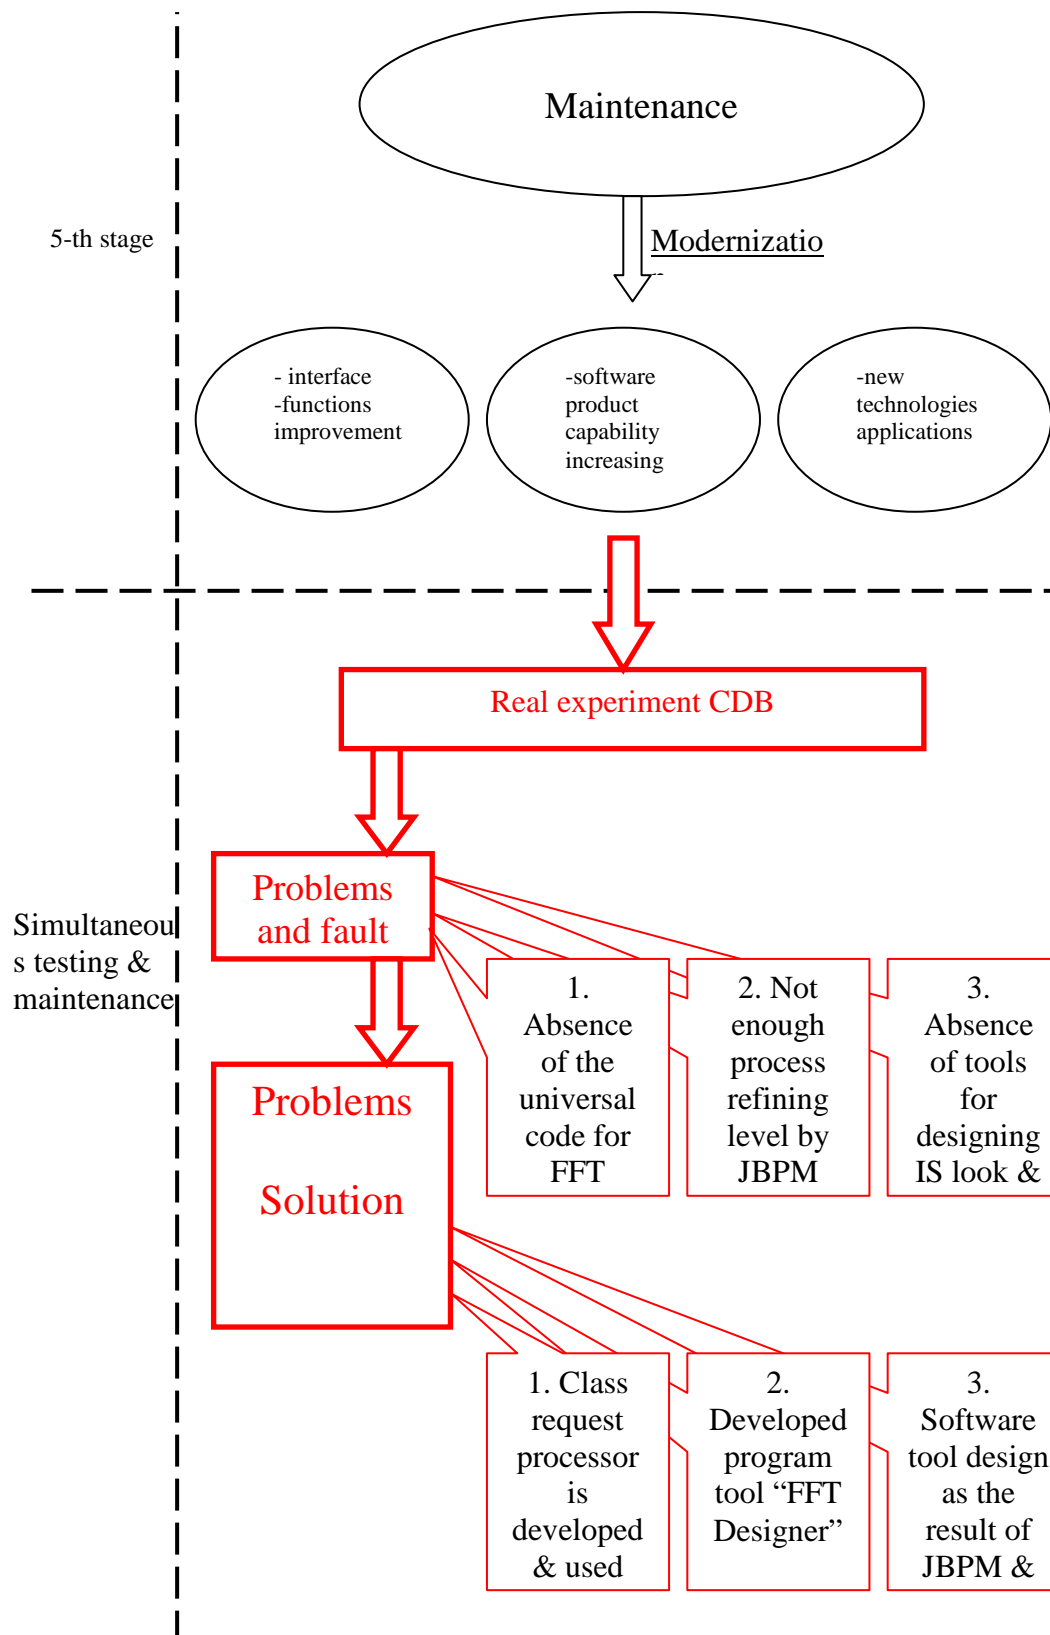 Maintenance
5-th stage
Modernizatio
- interface
-functions
improvement
-software
product
capability
increasing
-new
technologies
applications
Real experiment CDB
Problems
and fault
Simultaneou
s testing &
maintenance
1.
Absence
of the
universal
code for
FFT
2. Not
enough
process
refining
level by
JBPM
3.
Absence
of tools
for
designing
IS look &
Problems
Solution
1. Class
request
processor
is
developed
& used
2.
Developed
program
tool “FFT
Designer”
3.
Software
tool design
as the
result of
JBPM &